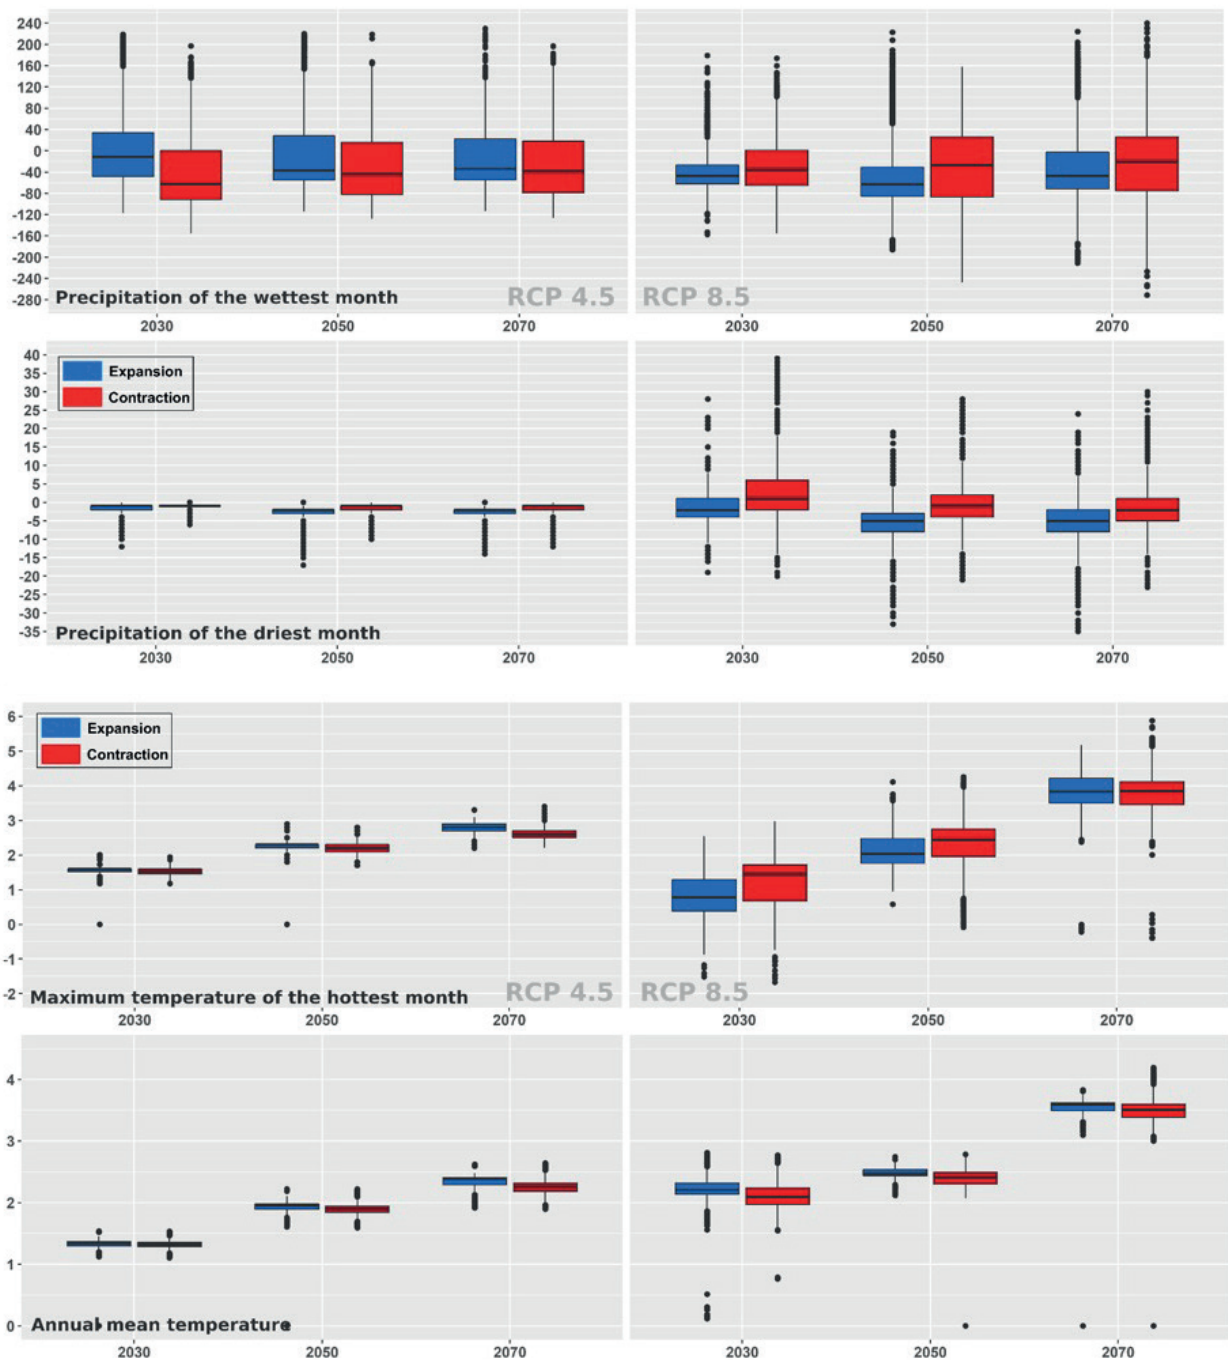 240
200
160
120
80
40
0
-40
-80
-120
-160
-200
-240
-280
Precipitation of the wettest month
RCP 4.5
RCP 8.5
2030 2050 2070 2030 2050 2070
40
35
30
25
20
15
10
5
0
-5
-10
-15
-20
-25
-30
-35
Expansion
Contraction
Precipitation of the driest month
2030 2050 2070 2030 2050 2070
6
5
4
3
2
1
0
-1
-2
Expansion
Contraction
Maximum temperature of the hottest month
RCP 4.5
RCP 8.5
2030 2050 2070 2030 2050 2070
4
3
2
1
0
Annual mean temperature
2030 2050 2070 2030 2050 2070